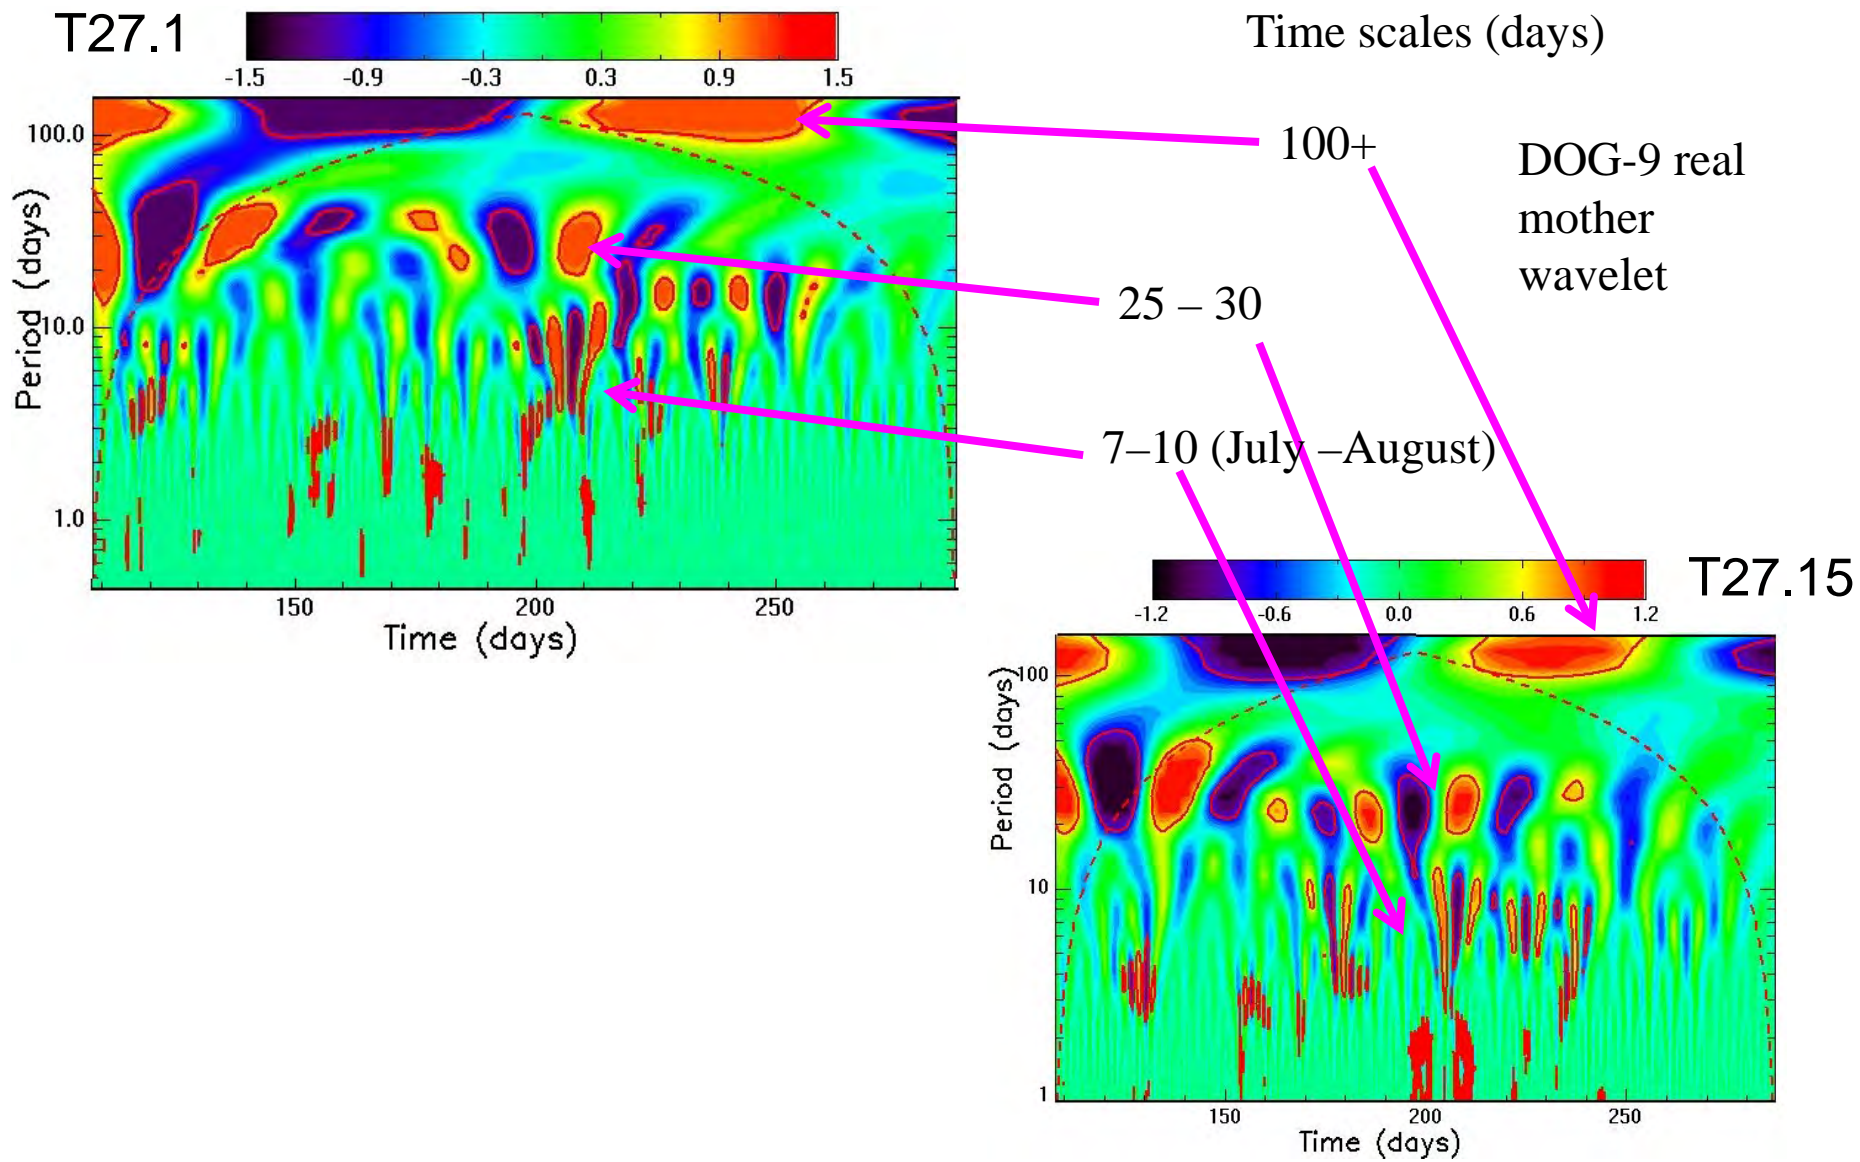 T27.1
-1.5 -0.9 -0.3 0.3 0.9 1.5
Time scales (days)
100+
DOG-9 real
mother
wavelet
25 – 30
7–10 (July –August)
Period (days)
100.0
10.0
1.0
150 200 250
Time (days)
T27.15
-1.2 -0.6 0.0 0.6 1.2
Period (days)
100
10
1
150 200 250
Time (days)